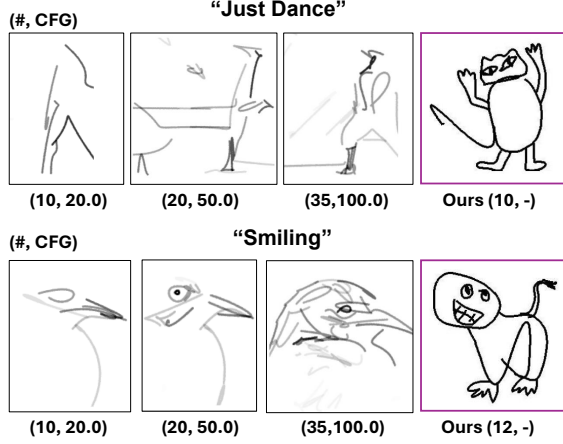 “Just Dance”
(#, CFG)
(10, 20.0) (20, 50.0) (35,100.0) Ours (10, -)
“Smiling”
(#, CFG)
(10, 20.0) (20, 50.0) (35,100.0) Ours (12, -)